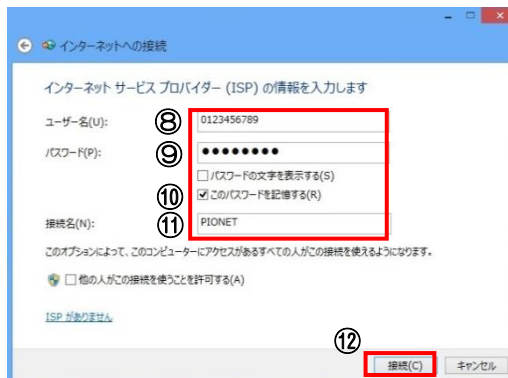 インターネットへの接続
インターネット サービス プロバイダー (ISP) の情報を入力します
ユーザー名(U): ⑧ 0123456789
パスワード(P): ⑨ ●●●●●●●●
パスワードの文字を表示する(S)
⑩ このパスワードを記憶する(R)
接続名(N): ⑪ PIONET
このオプションによって、このコンピューターにアクセスがあるすべての人がこの接続を使えるようになります。
他の人がこの接続を使うことを許可する(A)
ISP がありません
⑫
接続(C) キャンセル